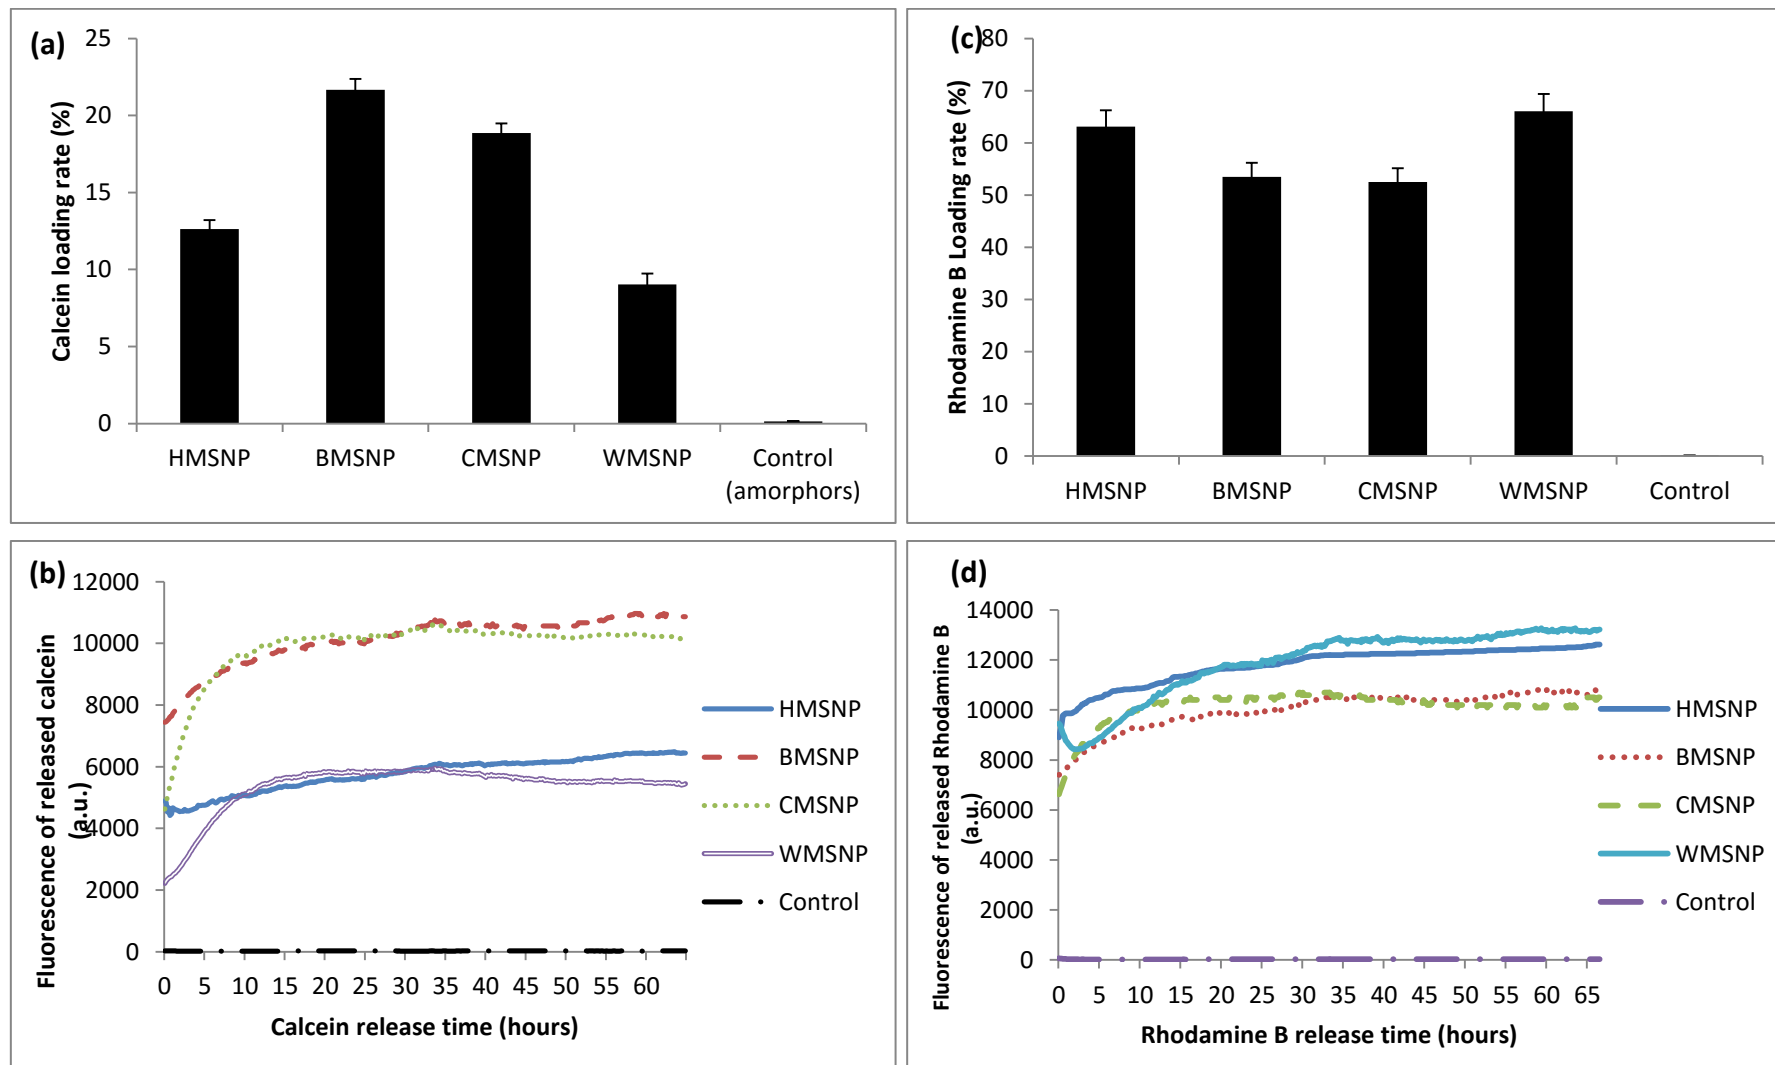 (a)
Calcein loading rate (%)
25
20
15
10
5
0
HMSNP BMSNP CMSNP WMSNP Control
(amorphors)
(c)
Rhodamine B Loading rate (%)
80
70
60
50
40
30
20
10
0
HMSNP BMSNP CMSNP WMSNP Control
(b)
Fluorescence of released calcein
(a.u.)
12000
10000
8000
6000
4000
2000
0
0 5 10 15 20 25 30 35 40 45 50 55 60
Calcein release time (hours)
HMSNP
BMSNP
CMSNP
WMSNP
Control
(d)
Fluorescence of released Rhodamine B
(a.u.)
14000
12000
10000
8000
6000
4000
2000
0
0 5 10 15 20 25 30 35 40 45 50 55 60 65
Rhodamine B release time (hours)
HMSNP
BMSNP
CMSNP
WMSNP
Control